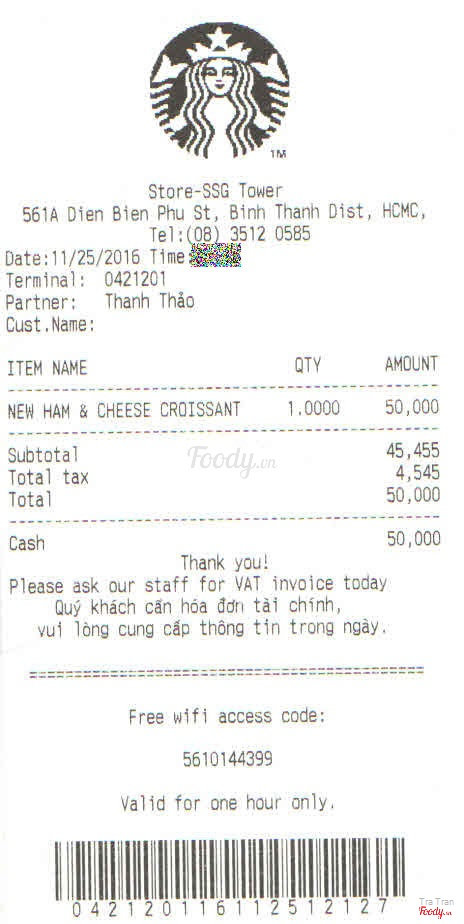 TM
Store-SSG Tower
561A Dien Bien Phu St, Binh Thanh Dist, HCMC,
Tel:(08) 3512 0585
Date:11/25/2016 Time
Terminal: 0421201
Partner: Thanh Thảo
Cust.Name:
ITEM NAME QTY AMOUNT
NEW HAM & CHEESE CROISSANT 1.0000 50,000
Subtotal 45,455
Foody.vn
Total tax 4,545
Total 50,000
Cash 50,000
Thank you!
Please ask our staff for VAT invoice today
Quý khách cần hóa đơn tài chính,
vui lòng cung cấp thông tin trong ngày.
Free wifi access code:
5610144399
Valid for one hour only.
042120116112512127
Tra Tran
Foody.vn